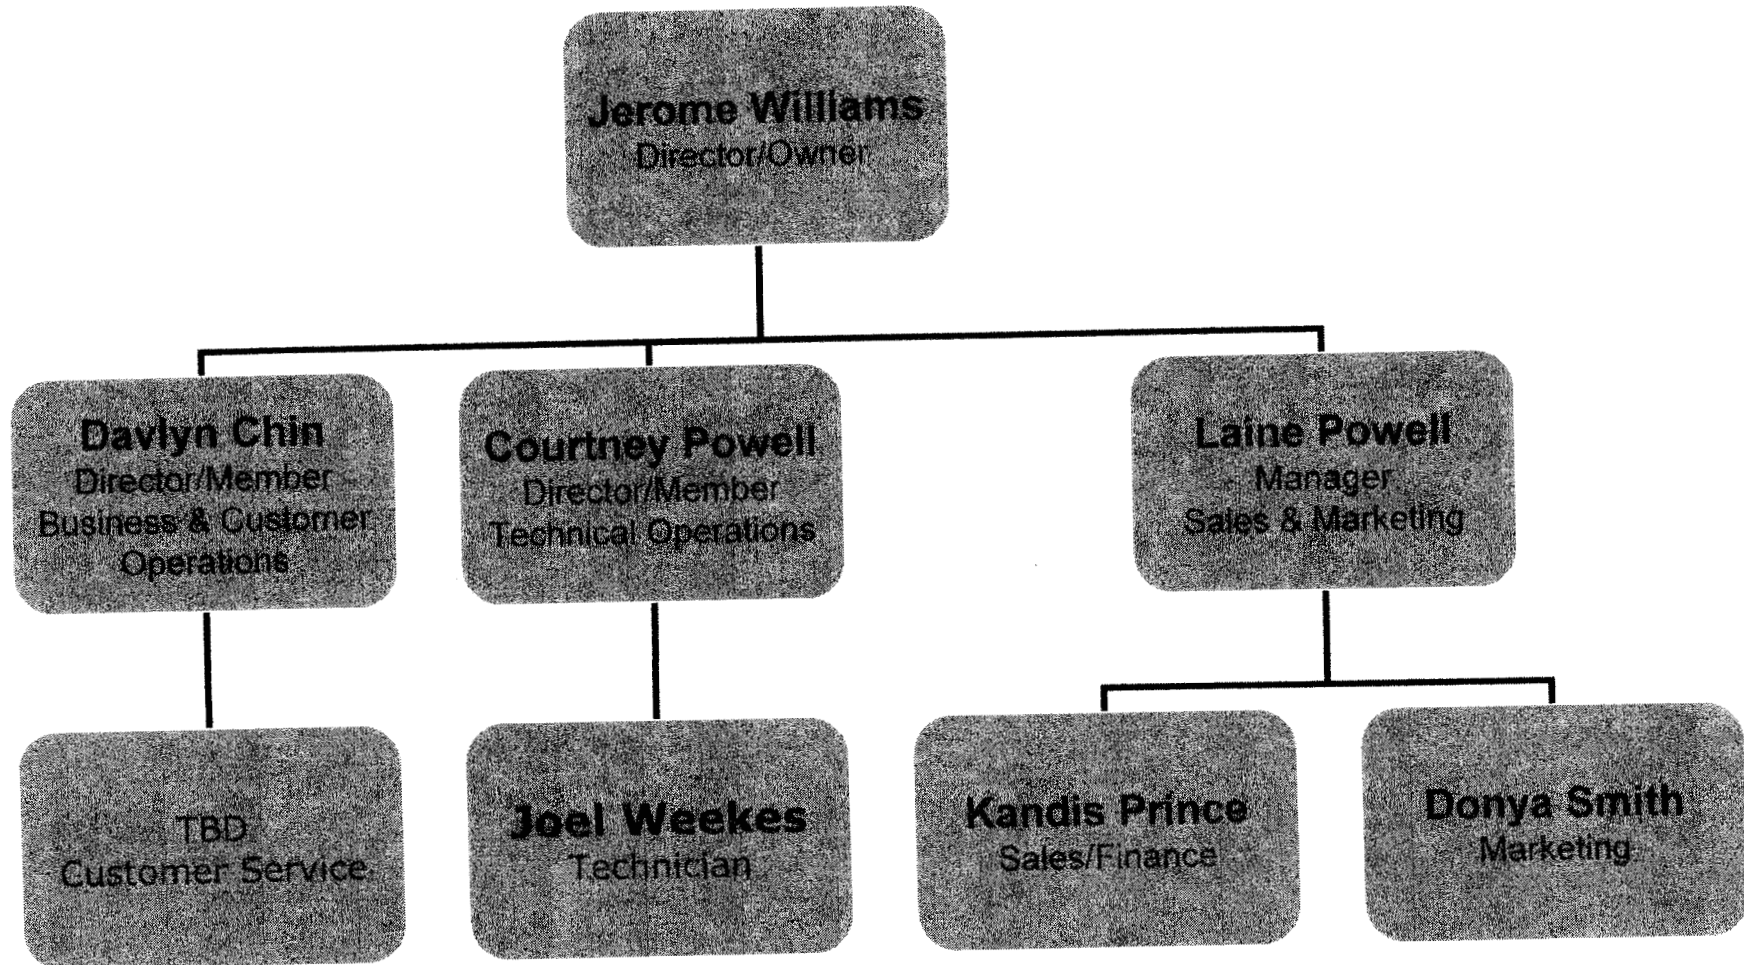 Jerome Williams
Director/Owner
Davlyn Chin
Director/Member
Business & Customer
Operations
Courtney Powell
Director/Member
Technical Operations
Laine Powell
Manager
Sales & Marketing
TBD
Customer Service
Joel Weekes
Technician
Kandis Prince
Sales/Finance
Donya Smith
Marketing